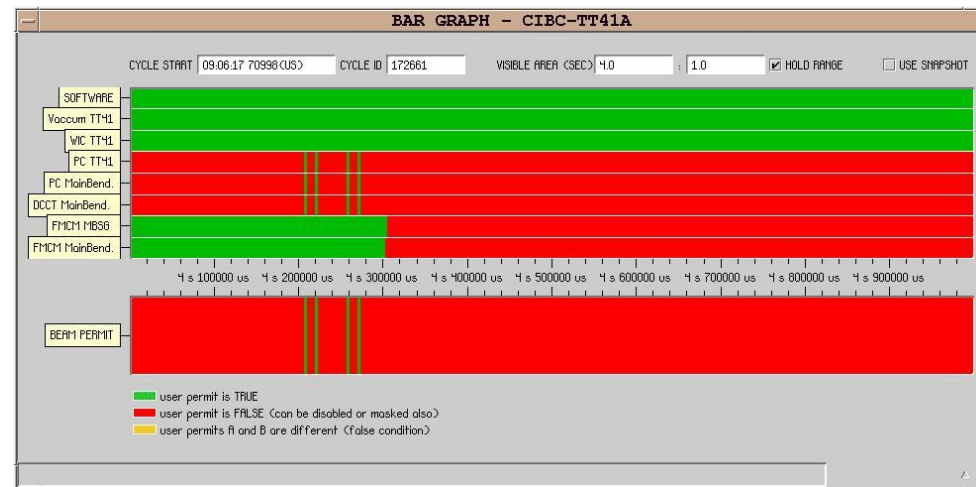 BAR GRAPH - CIBC-TT41A
CYCLE START 09:06:17 70998(US) CYCLE ID 172661 VISIBLE AREA (SEC) 4.0 : 1.0 HOLD RANGE USE SNAPSHOT
SOFTWARE
Vaccum TT41
WIC TT41
PC TT41
PC MainBend.
DCCT MainBend.
FMCM MBSG
FMCM MainBend.
4 s 100000 us 4 s 200000 us 4 s 300000 us 4 s 400000 us 4 s 500000 us 4 s 600000 us 4 s 700000 us 4 s 800000 us 4 s 900000 us
BEAM PERMIT
user permit is TRUE
user permit is FALSE (can be disabled or masked also)
user permits A and B are different (false condition)